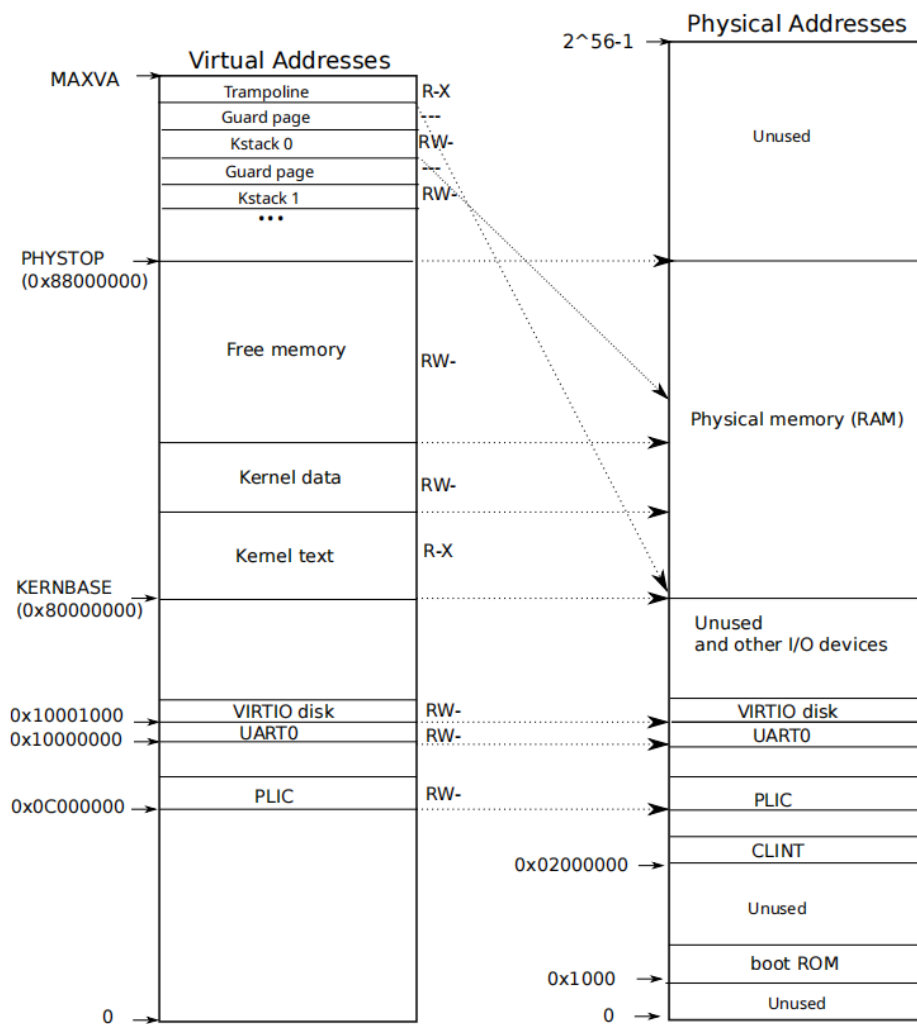 Virtual Addresses
MAXVA
Trampoline
R-X
Guard page
---
Kstack 0
RW-
Guard page
---
Kstack 1
RW-
...
PHYSTOP
(0x88000000)
Free memory
RW-
Kernel data
RW-
Kernel text
R-X
KERNBASE
(0x80000000)
0x10001000
VIRTIO disk
RW-
0x10000000
UART0
RW-
0x0C000000
PLIC
RW-
0
Physical Addresses
2^56-1
Unused
Physical memory (RAM)
Unused
and other I/O devices
VIRTIO disk
UART0
PLIC
CLINT
0x02000000
Unused
boot ROM
0x1000
Unused
0